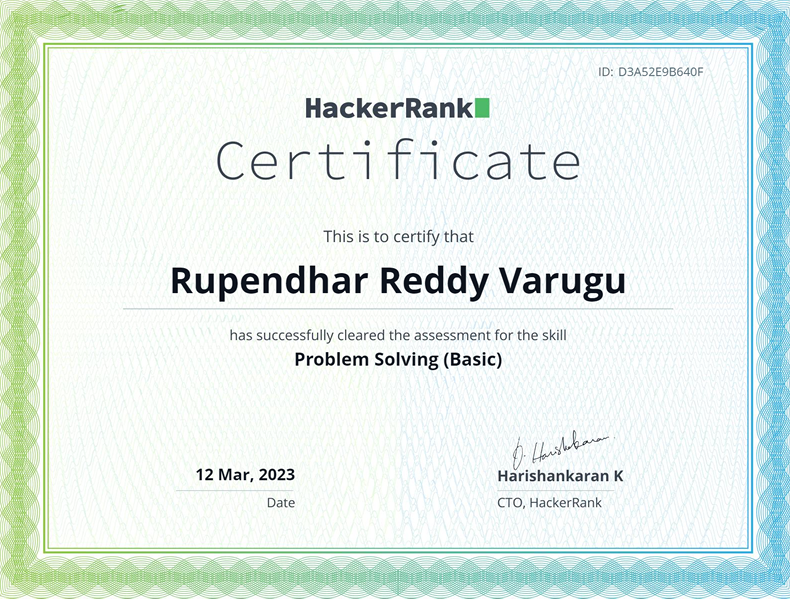 ID: D3A52E9B640F
HackerRank
Certificate
This is to certify that
Rupendhar Reddy Varugu
has successfully cleared the assessment for the skill
Problem Solving (Basic)
12 Mar, 2023
Date
Harishankaran K
CTO, HackerRank